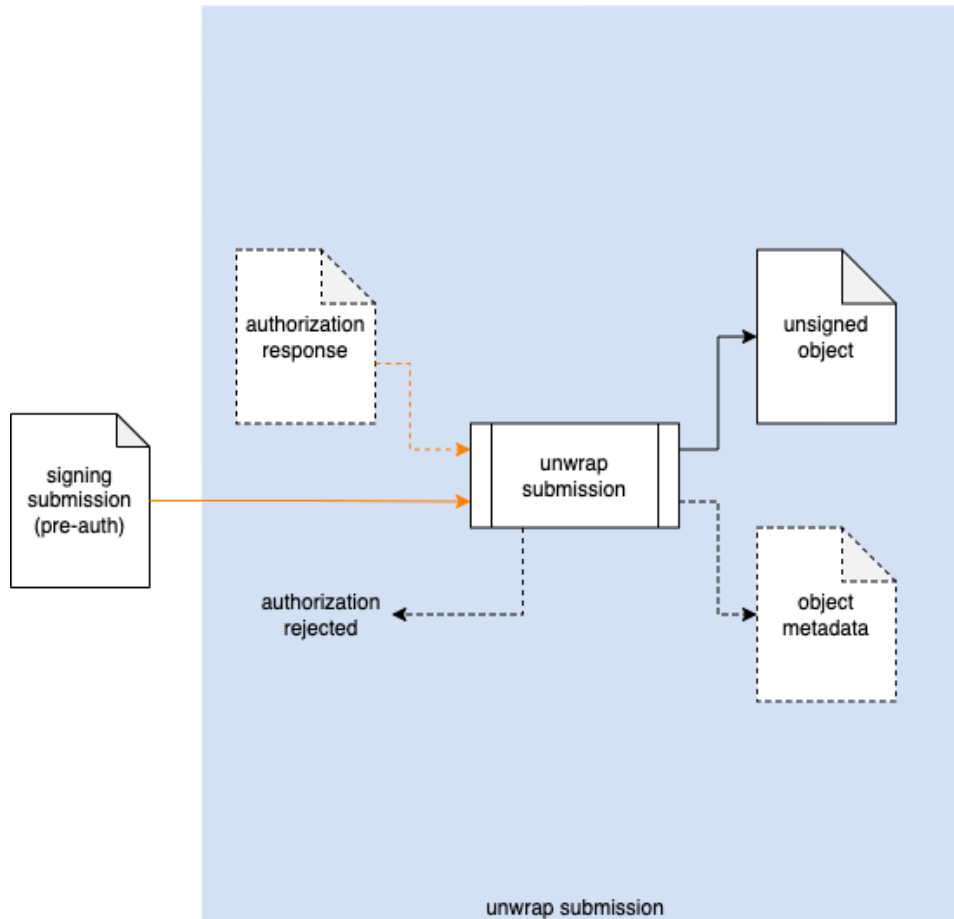 authorization
response
unsigned
object
signing
submission
(pre-auth)
unwrap
submission
authorization
rejected
object
metadata
unwrap submission